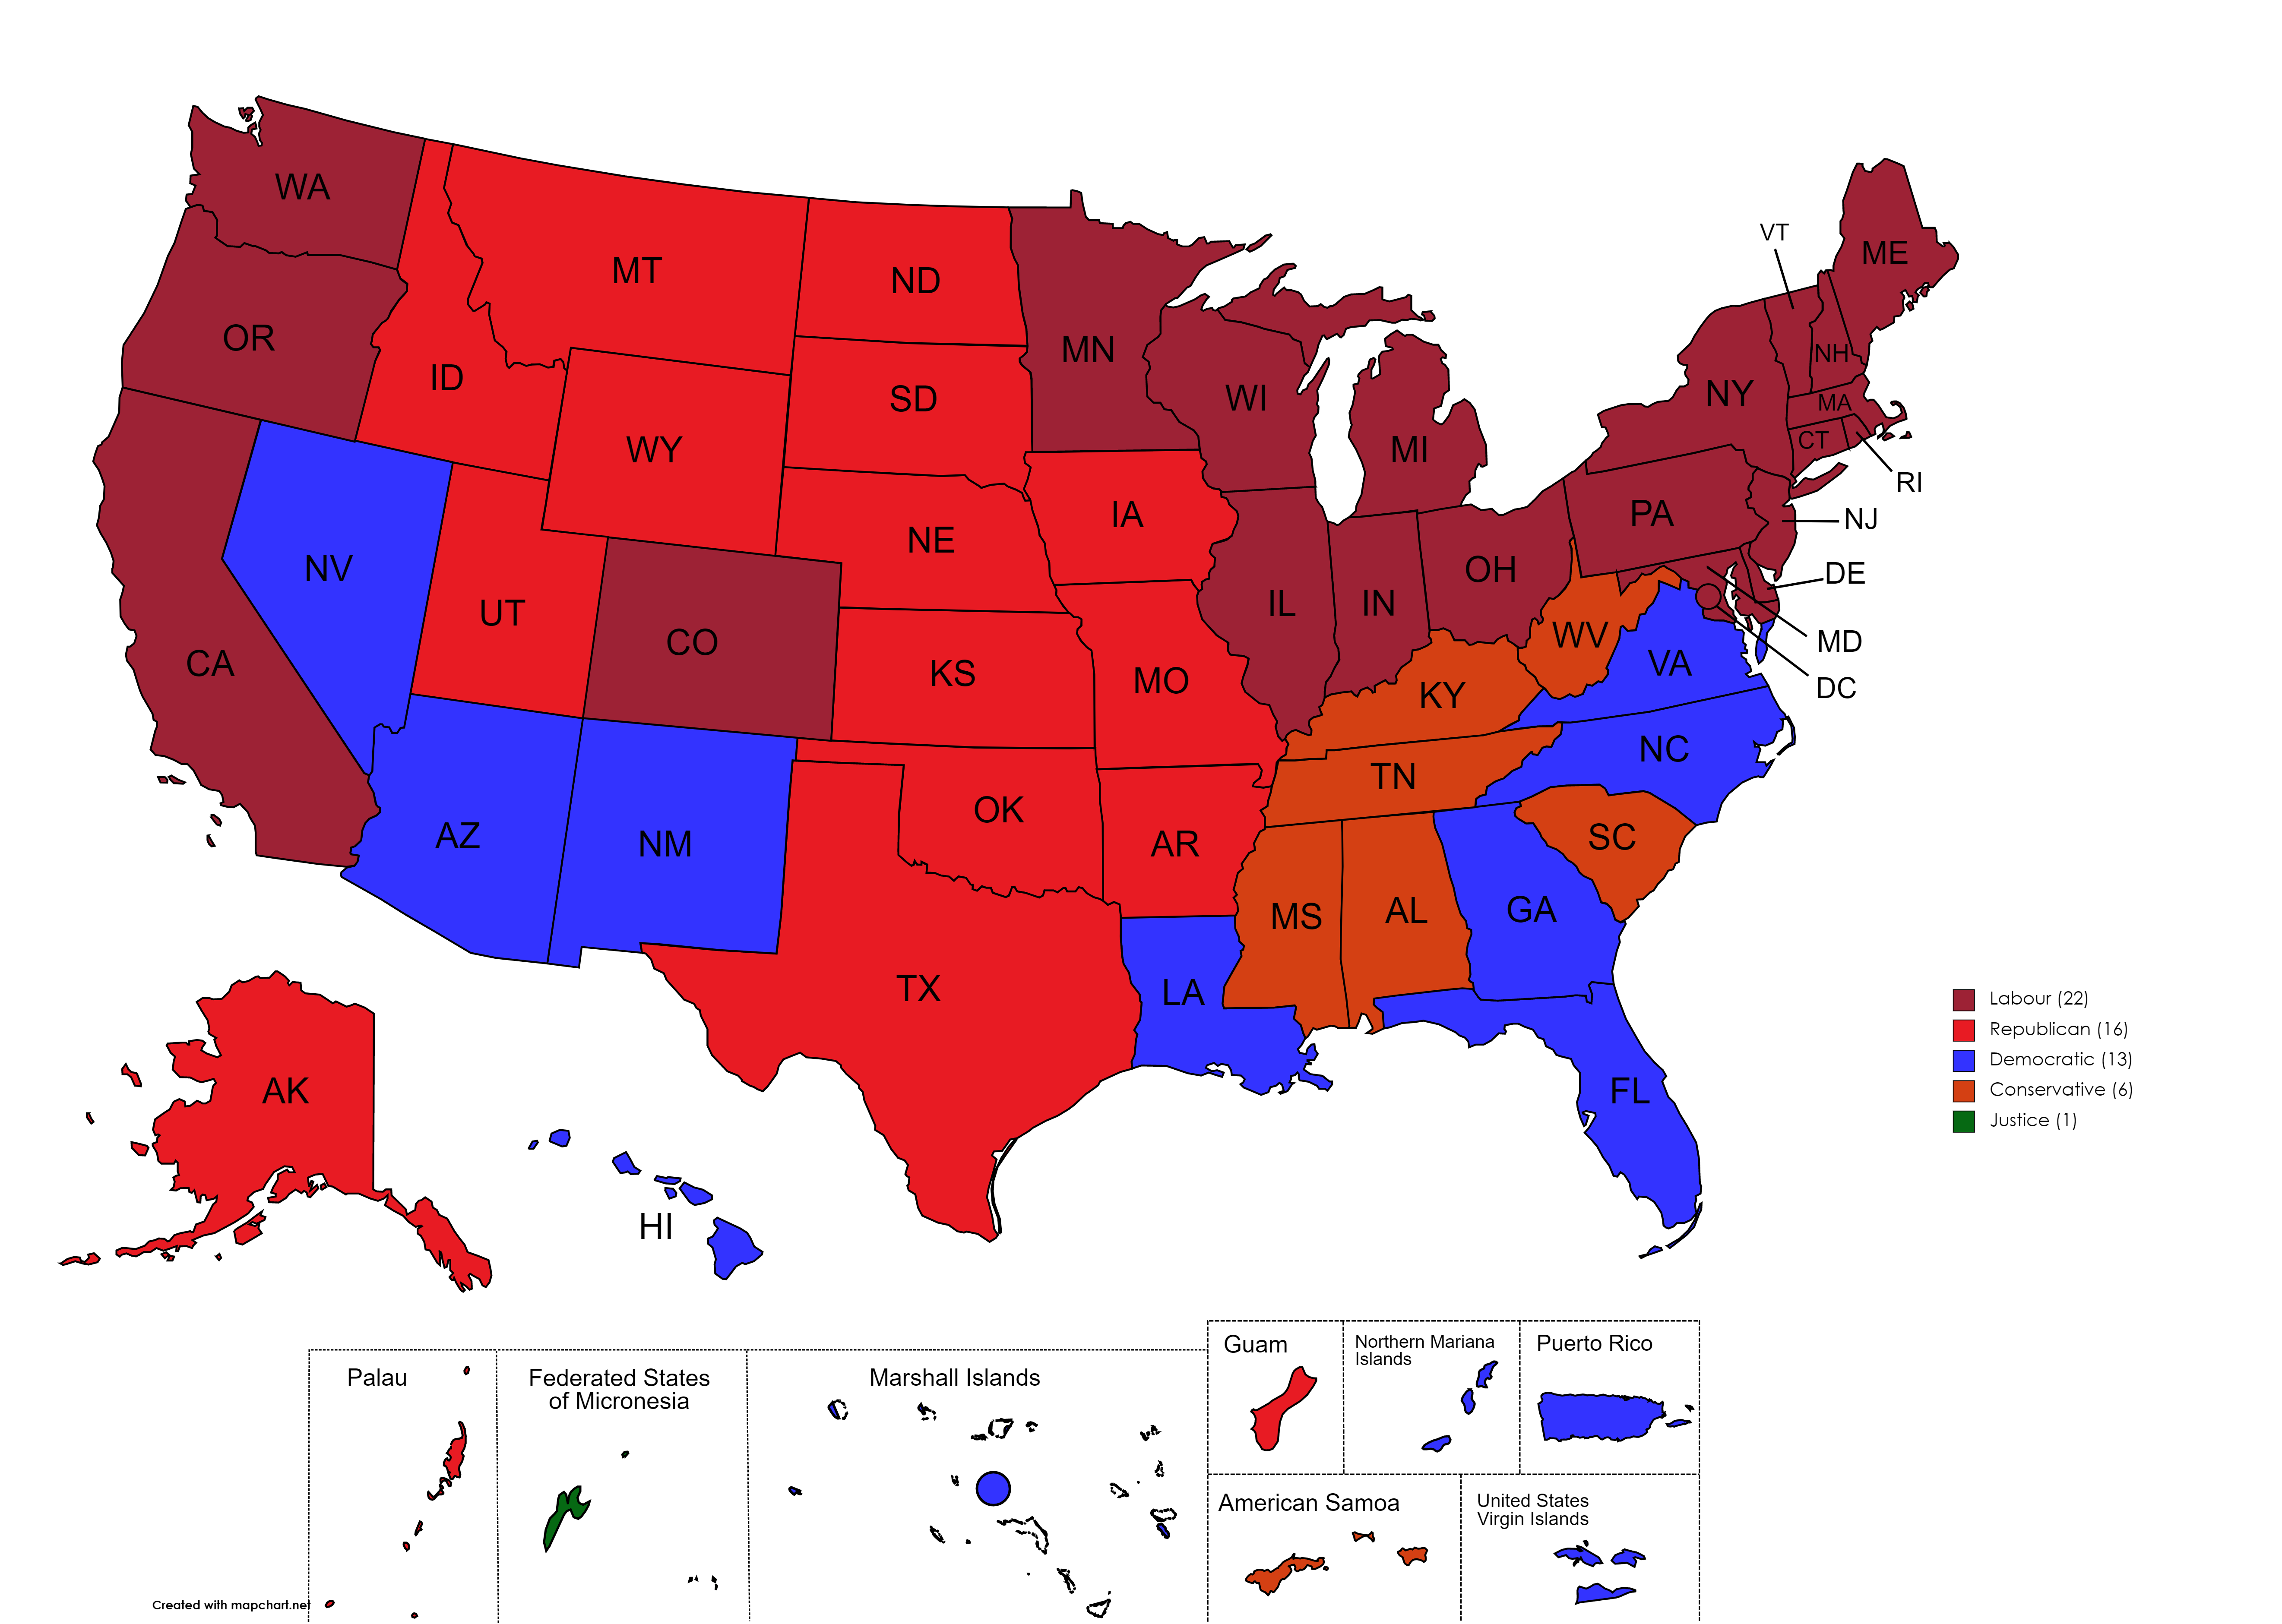 WA
MT
ND
VT
ME
OR
ID
MN
NH
SD
WI
NY
MA
WY
MI
CT
RI
IA
PA
NJ
NE
NV
OH
DE
IL
IN
UT
CO
WV
MD
CA
KS
MO
VA
KY
DC
NC
TN
OK
AZ
NM
AR
SC
MS
AL
GA
TX
LA
AK
FL
HI
Labour (22)
Republican (16)
Democratic (13)
Conservative (6)
Justice (1)
Guam
Northern Mariana
Islands
Puerto Rico
Palau
Federated States
of Micronesia
Marshall Islands
American Samoa
United States
Virgin Islands
Created with mapchart.net